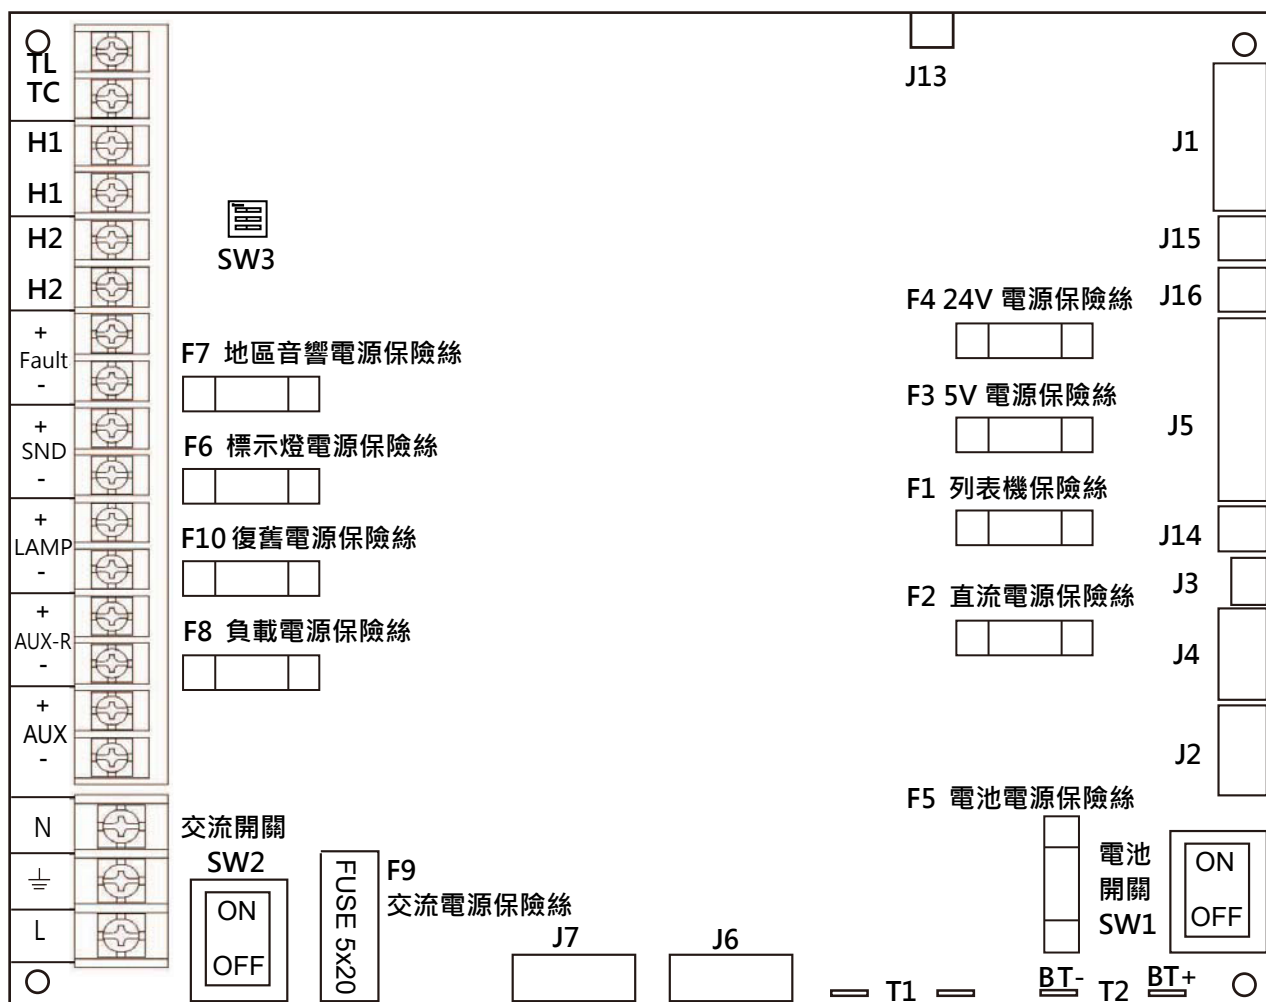 TL
TC
H1
H1
H2
H2
+
Fault
-
+
SND
-
+
LAMP
-
+
AUX-R
-
+
AUX
-
N
L
SW3
F7 地區音響電源保險絲
F6 標示燈電源保險絲
F10 復舊電源保險絲
F8 負載電源保險絲
交流開關
SW2
ON
OFF
FUSE 5x20
F9
交流電源保險絲
J7
J6
T1
J13
F4 24V 電源保險絲
F3 5V 電源保險絲
F1 列表機保險絲
F2 直流電源保險絲
F5 電池電源保險絲
電池
開關
SW1
ON
OFF
BT-
T2
BT+
J1
J15
J16
J5
J14
J3
J4
J2